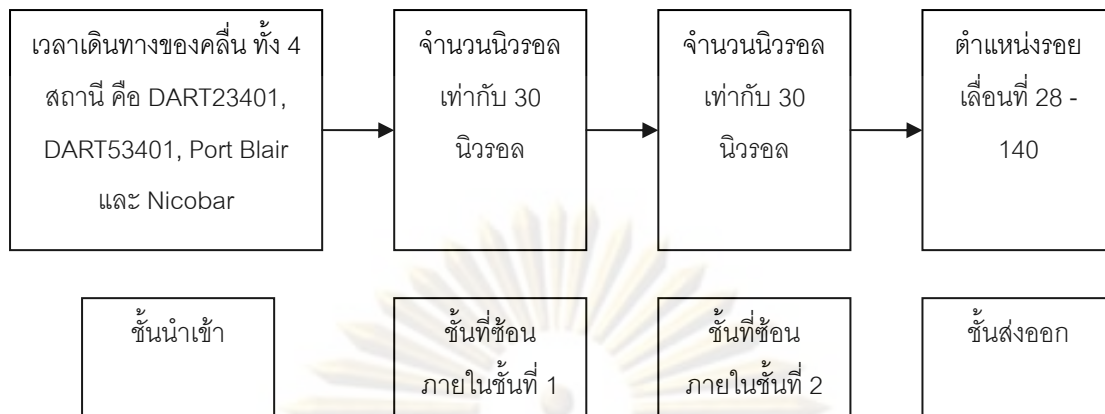 เวลาเดินทางของคลื่น ทั้ง 4
สถานี คือ DART23401,
DART53401, Port Blair
และ Nicobar
จำนวนนิวรอล
เท่ากับ 30
นิวรอล
จำนวนนิวรอล
เท่ากับ 30
นิวรอล
ตำแหน่งรอย
เลื่อนที่ 28 -
140
ชั้นนำเข้า
ชั้นที่ซ้อน
ภายในชั้นที่ 1
ชั้นที่ซ้อน
ภายในชั้นที่ 2
ชั้นส่งออก